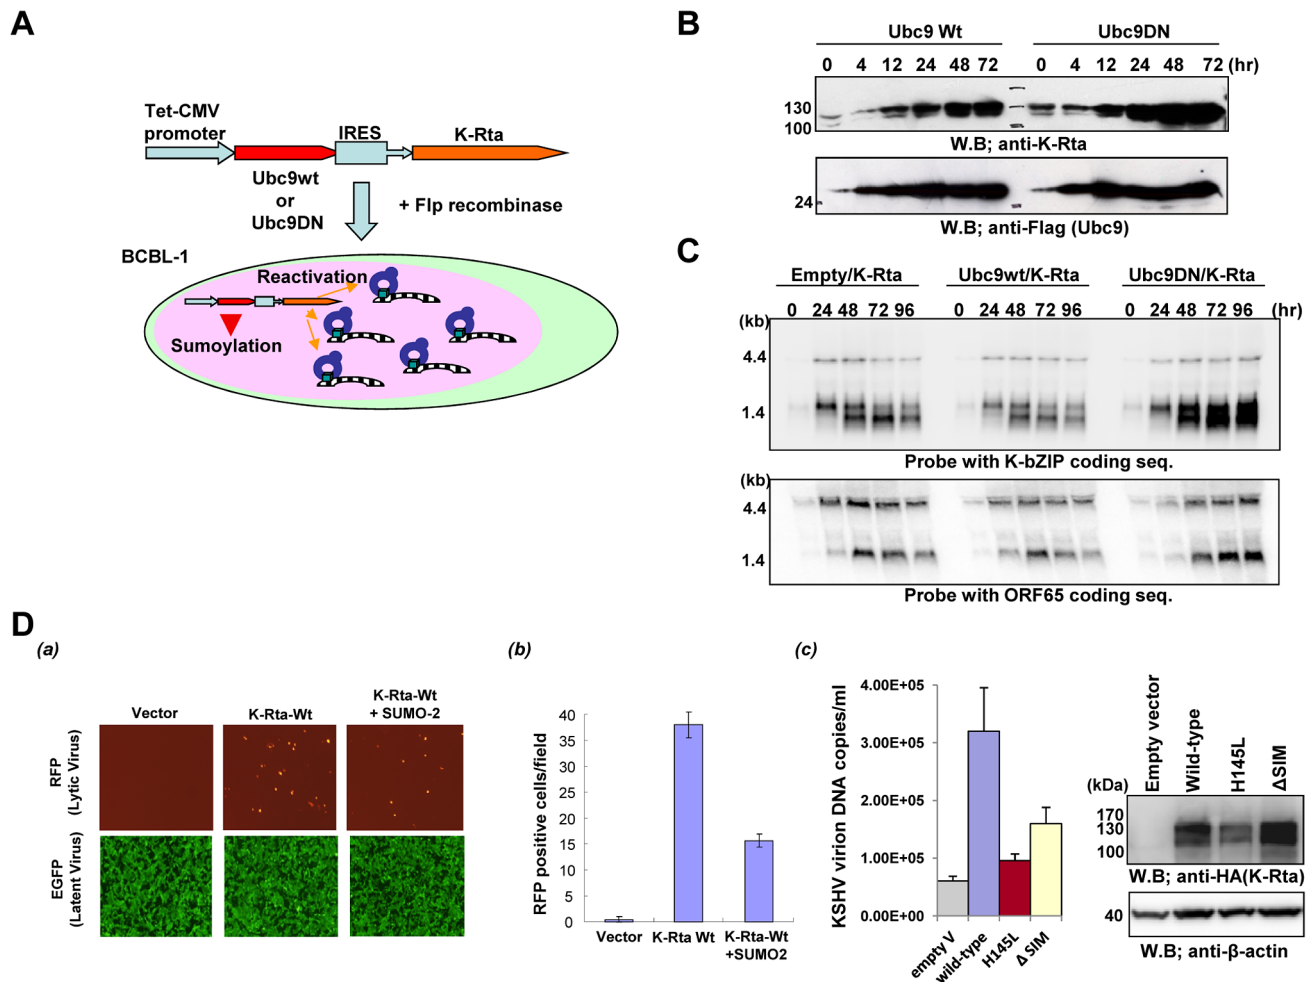 A
Tet-CMV
promoter
IRES
K-Rta
Ubc9wt
or
Ubc9DN
+ Flp recombinase
BCBL-1
Reactivation
Sumoylation
B
Ubc9 Wt Ubc9DN
0 4 12 24 48 72 0 4 12 24 48 72 (hr)
130
100
W.B; anti-K-Rta
24
W.B; anti-Flag (Ubc9)
C
Empty/K-Rta Ubc9wt/K-Rta Ubc9DN/K-Rta
0 24 48 72 96 0 24 48 72 96 0 24 48 72 96 (hr)
(kb)
4.4
1.4
Probe with K-bZIP coding seq.
(kb)
4.4
1.4
Probe with ORF65 coding seq.
D
(a)
Vector K-Rta-Wt K-Rta-Wt
+ SUMO-2
RFP
(Lytic Virus)
EGFP
(Latent Virus)
(b)
RFP positive cells/field
40
35
30
25
20
15
10
5
0
Vector K-Rta Wt K-Rta-Wt
+SUMO2
(c)
KSHV virion DNA copies/ml
4.00E+05
3.00E+05
2.00E+05
1.00E+05
0.00E+00
empty V wild-type H145L Δ SIM
Empty vector Wild-type H145L ΔSIM
(kDa)
170
130
100
W.B; anti-HA(K-Rta)
40
W.B; anti-β-actin